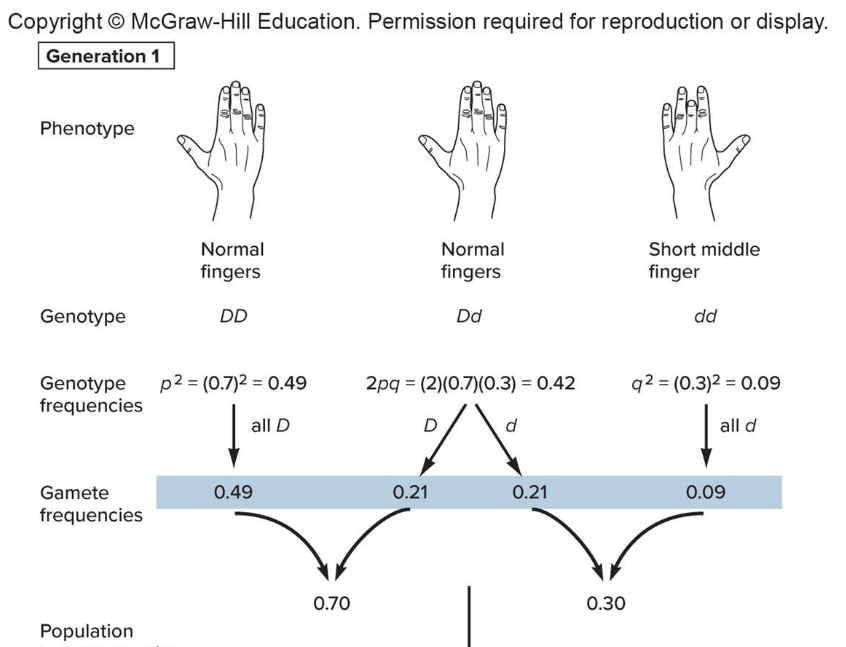 Copyright © McGraw-Hill Education. Permission required for reproduction or display.
Generation 1
Phenotype
Normal fingers
Normal fingers
Short middle finger
Genotype
DD
Dd
dd
Genotype frequencies
p² = (0.7)² = 0.49
2pq = (2)(0.7)(0.3) = 0.42
q² = (0.3)² = 0.09
all D
D
d
all d
Gamete frequencies
0.49
0.21
0.21
0.09
0.70
0.30
Population